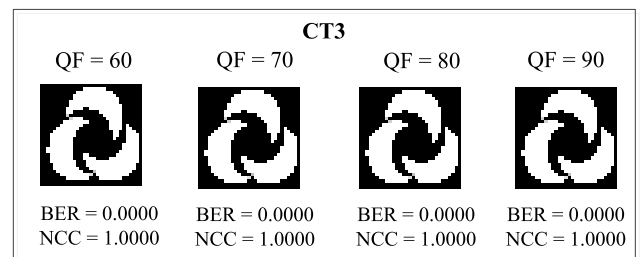 CT3
QF = 60 QF = 70 QF = 80 QF = 90
BER = 0.0000 BER = 0.0000 BER = 0.0000 BER = 0.0000
NCC = 1.0000 NCC = 1.0000 NCC = 1.0000 NCC = 1.0000